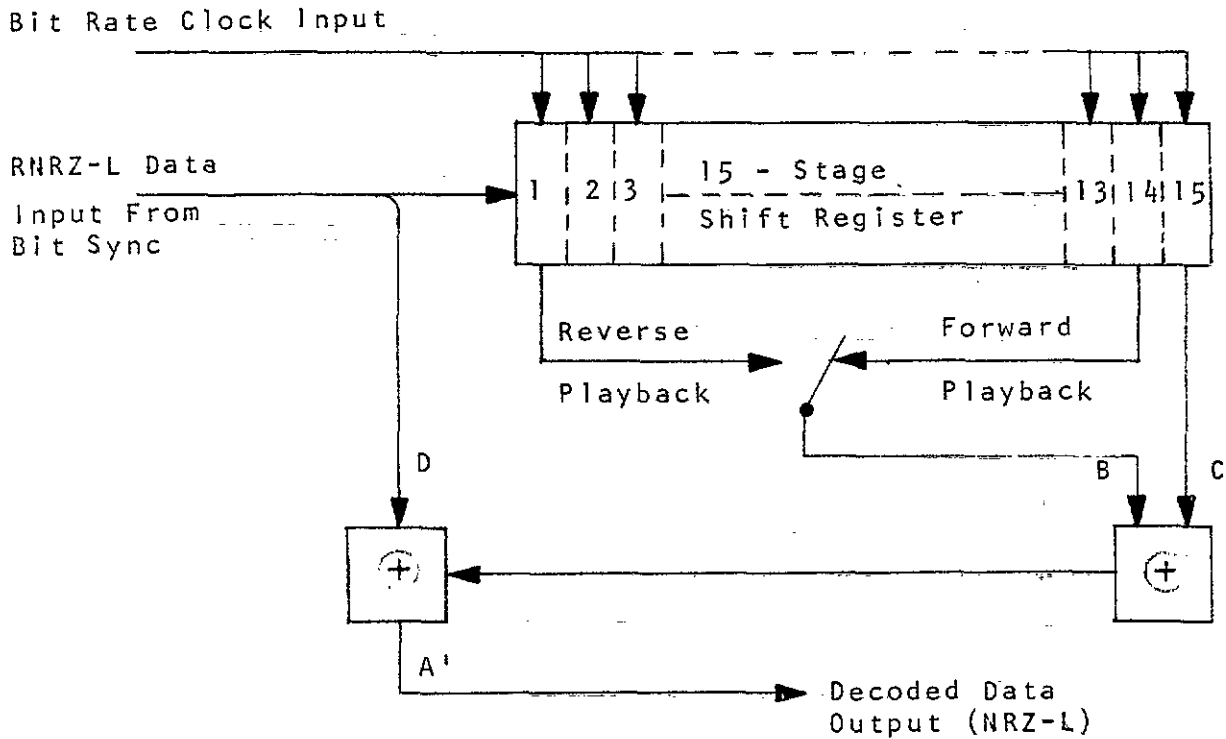 Bit Rate Clock Input
RNRZ-L Data
Input From
Bit Sync
1 2 3 15 - Stage 13 14 15
Shift Register
Reverse Forward
Playback Playback
D B C
+ +
A'
Decoded Data
Output (NRZ-L)